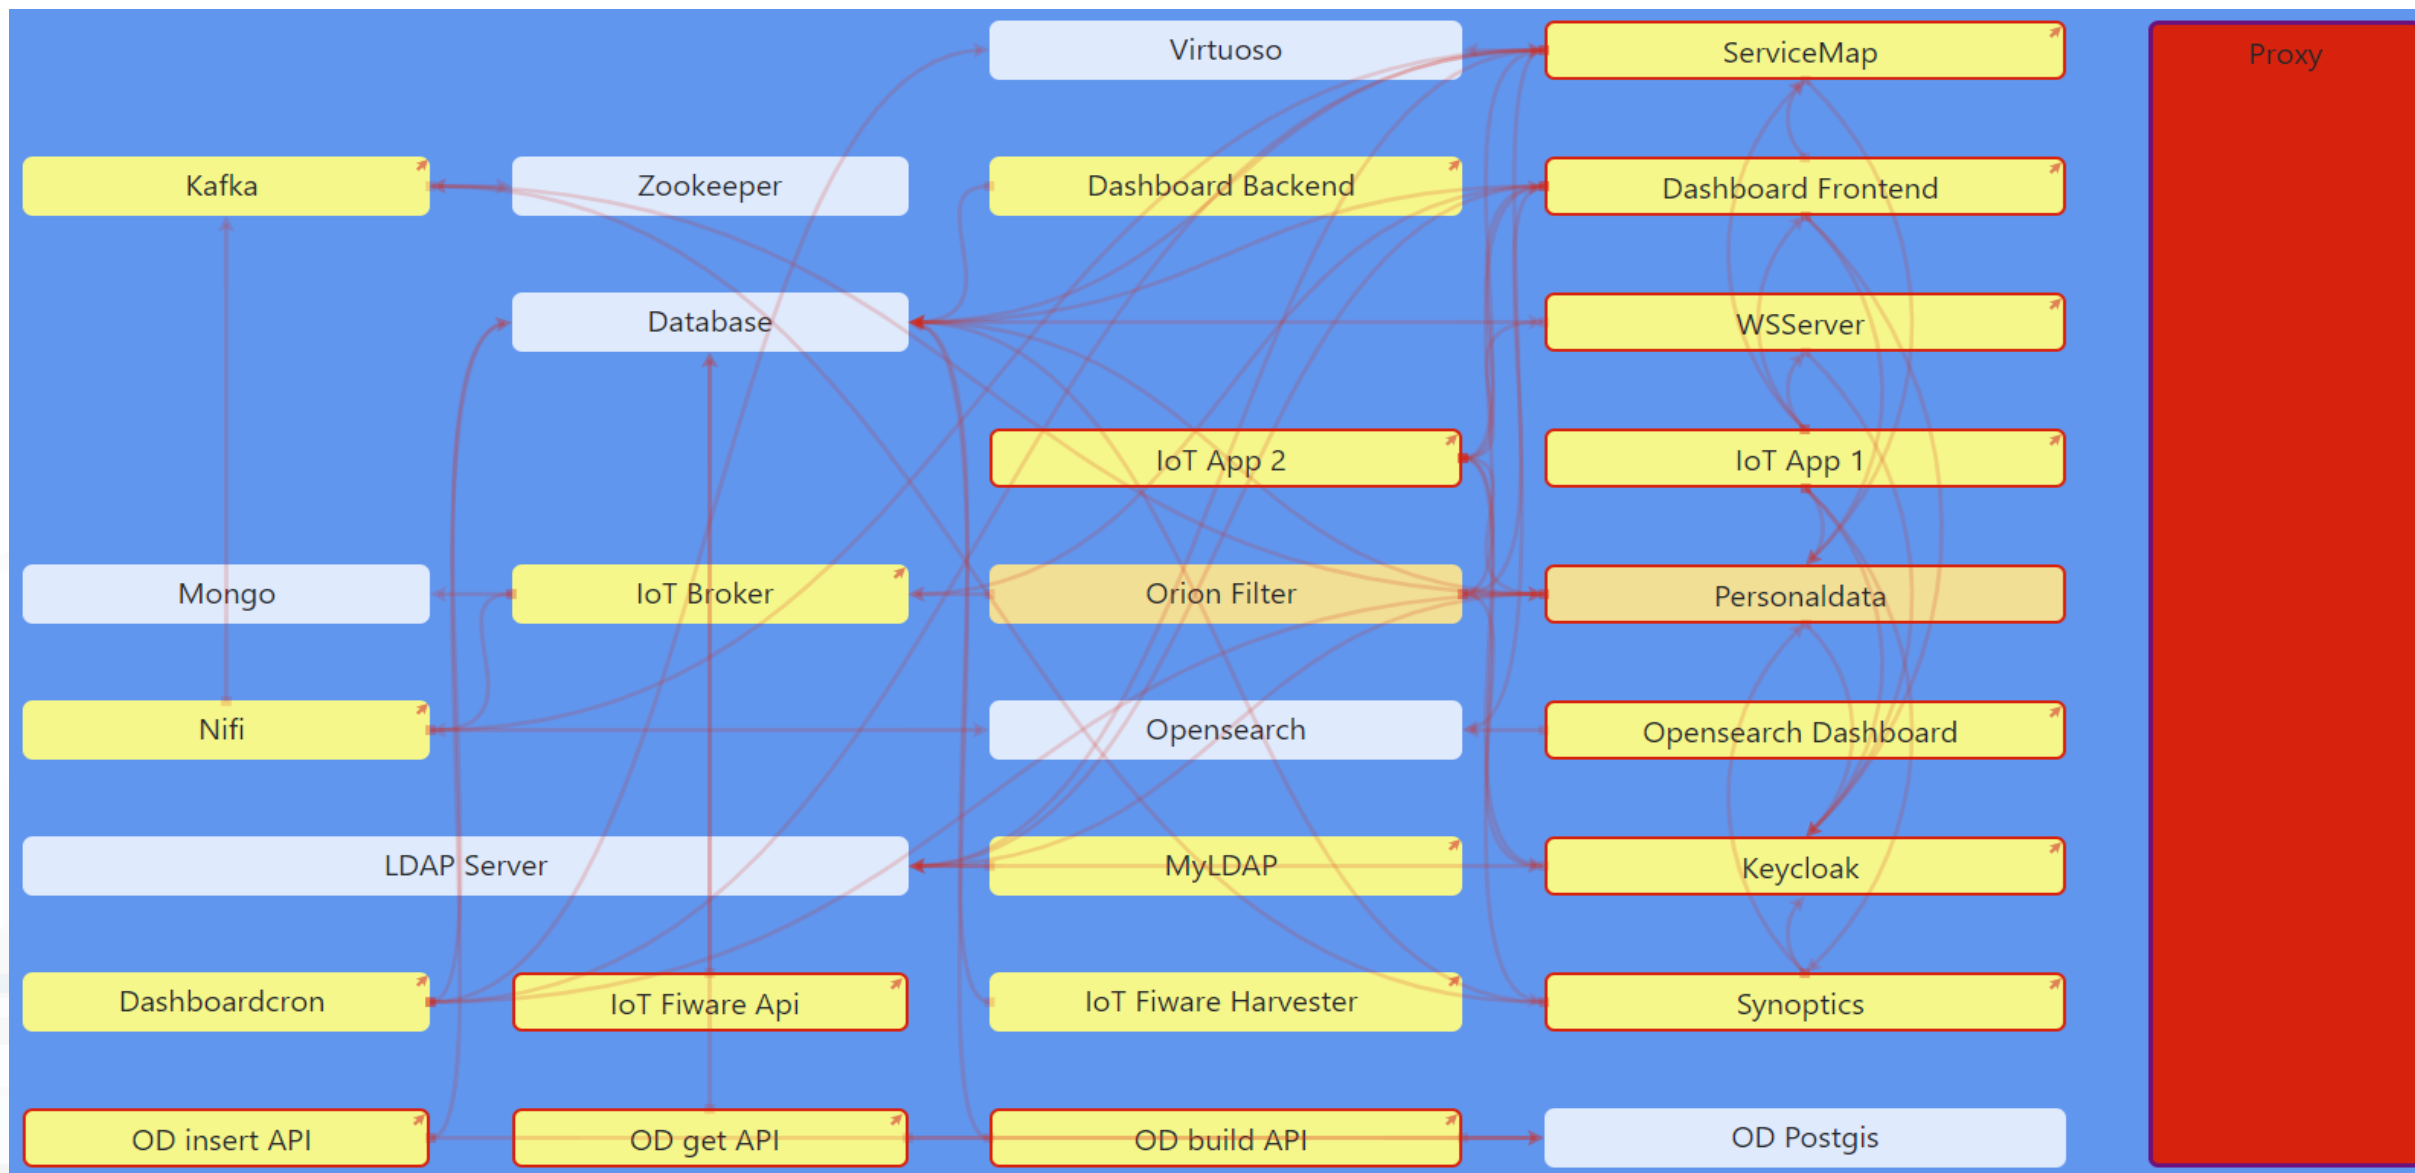 Virtuoso
ServiceMap
Proxy
Kafka
Zookeeper
Dashboard Backend
Dashboard Frontend
Database
WSServer
IoT App 2
IoT App 1
Mongo
IoT Broker
Orion Filter
Personaldata
Nifi
Opensearch
Opensearch Dashboard
LDAP Server
MyLDAP
Keycloak
Dashboardcron
IoT Fiware Api
IoT Fiware Harvester
Synoptics
OD insert API
OD get API
OD build API
OD Postgis